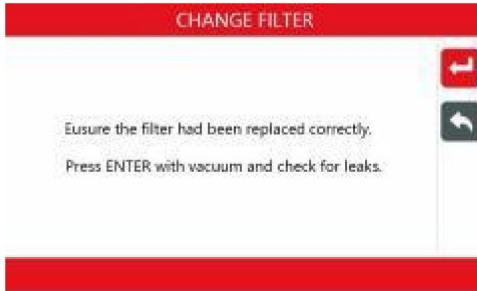 CHANGE FILTER
Eusure the filter had been replaced correctly.
Press ENTER with vacuum and check for leaks.